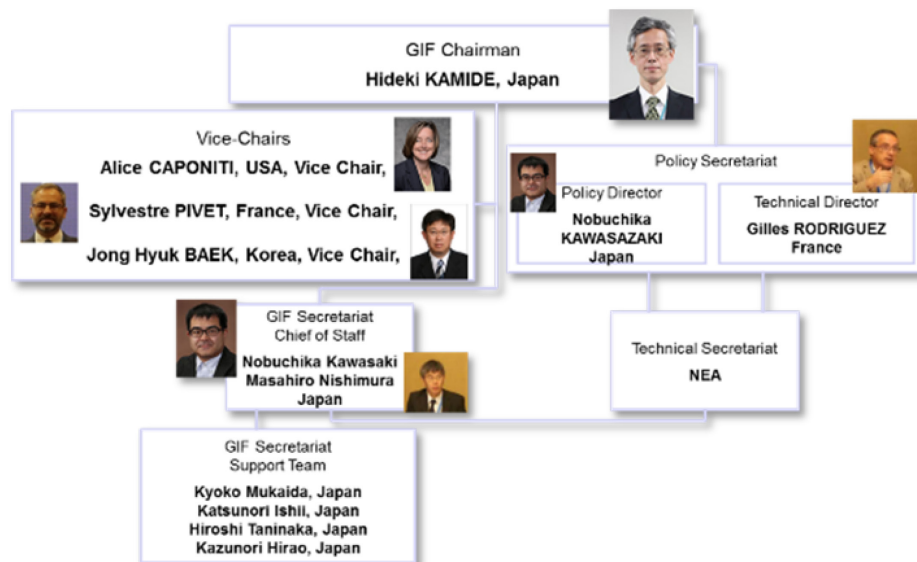 GIF Chairman
Hideki KAMIDE, Japan
Vice-Chairs
Alice CAPONITI, USA, Vice Chair,
Sylvestre PIVET, France, Vice Chair,
Jong Hyuk BAEK, Korea, Vice Chair,
Policy Secretariat
Policy Director
Nobuchika
KAWASAZAKI
Japan
Technical Director
Gilles RODRIGUEZ
France
GIF Secretariat
Chief of Staff
Nobuchika Kawasaki
Masahiro Nishimura
Japan
Technical Secretariat
NEA
GIF Secretariat
Support Team
Kyoko Mukaida, Japan
Katsunori Ishii, Japan
Hiroshi Taninaka, Japan
Kazunori Hirao, Japan